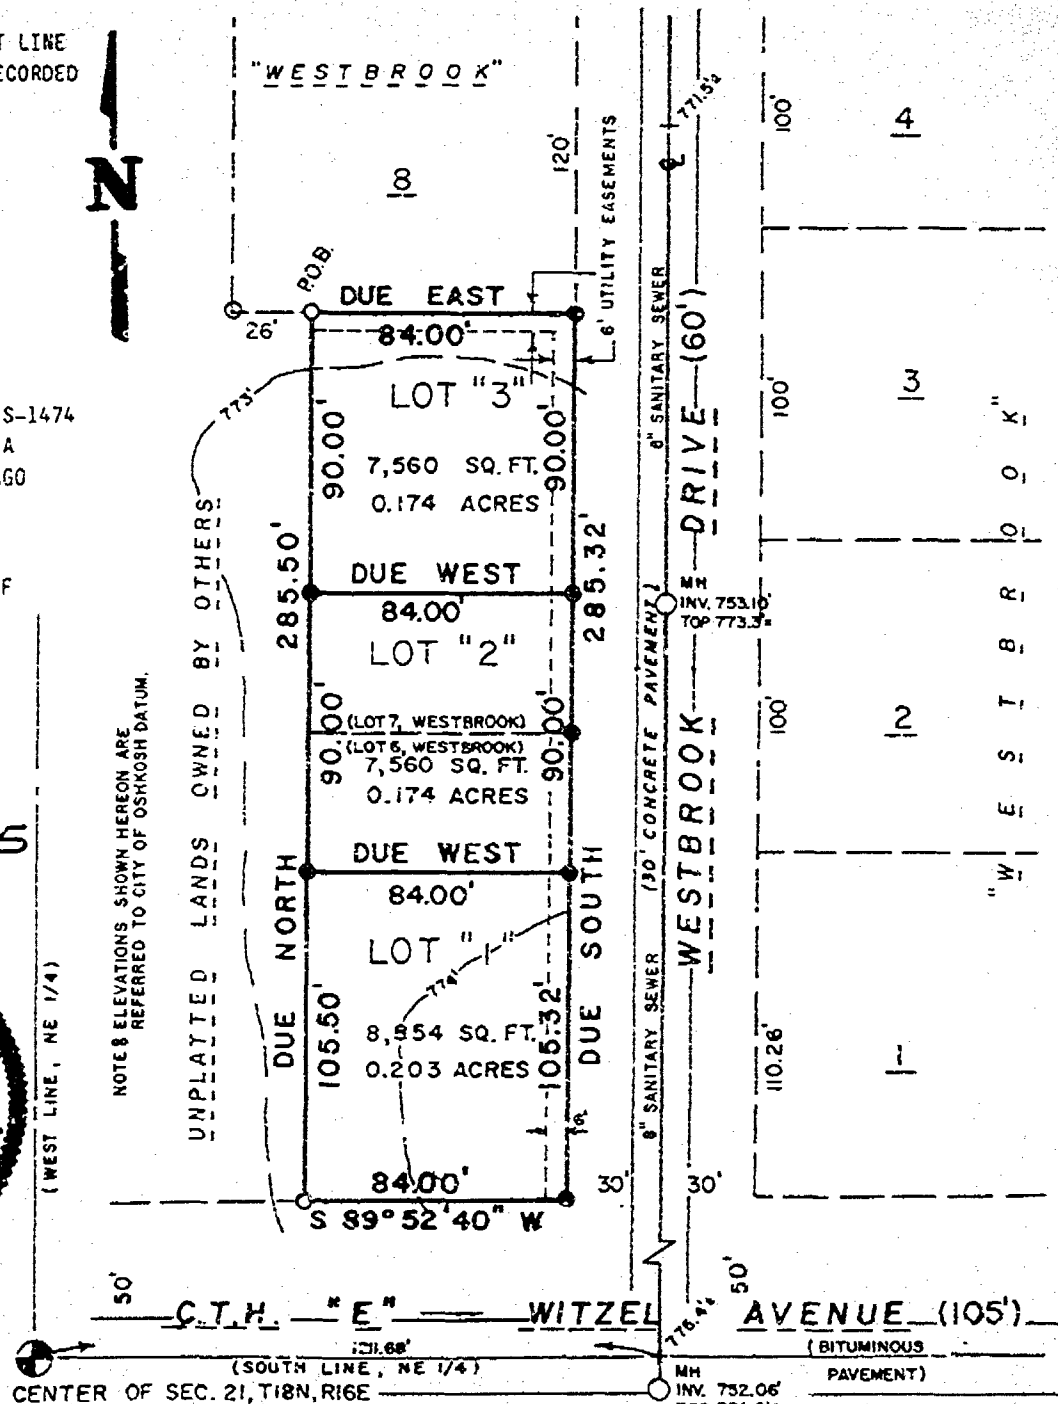 T LINE
ECORDED
"WESTBROOK"
N
8
120'
6' UTILITY EASEMENTS
771.5±
100'
4
P.O.B.
DUE EAST
26'
84.00'
LOT "3"
773'
90.00'
90.00'
7,560 SQ. FT.
0.174 ACRES
S-1474
A
GO
F
8" SANITARY SEWER
WESTBROOK DRIVE (60')
100'
3
"WESTBROOK"
285.50'
285.32'
DUE WEST
84.00'
LOT "2"
MH
INV. 753.10'
TOP 773.3±
(30' CONCRETE PAVEMENT)
90.00'
90.00'
(LOT 7, WESTBROOK)
(LOT 6, WESTBROOK)
7,560 SQ. FT.
0.174 ACRES
100'
2
NOTE: ELEVATIONS SHOWN HEREON ARE
REFERRED TO CITY OF OSHKOSH DATUM.
UNPLATTED LANDS OWNED BY OTHERS
DUE WEST
84.00'
DUE NORTH
DUE SOUTH
LOT "1"
774'
105.50'
105.32'
8,854 SQ. FT.
0.203 ACRES
8" SANITARY SEWER
110.26'
1
(WEST LINE, NE 1/4)
84.00'
S 89°52'40" W
30'
30'
50'
50'
C.T.H. "E" WITZEL AVENUE (105')
776.4±
(BITUMINOUS
PAVEMENT)
(SOUTH LINE, NE 1/4)
CENTER OF SEC. 21, T18N, R16E
MH
INV. 752.06'